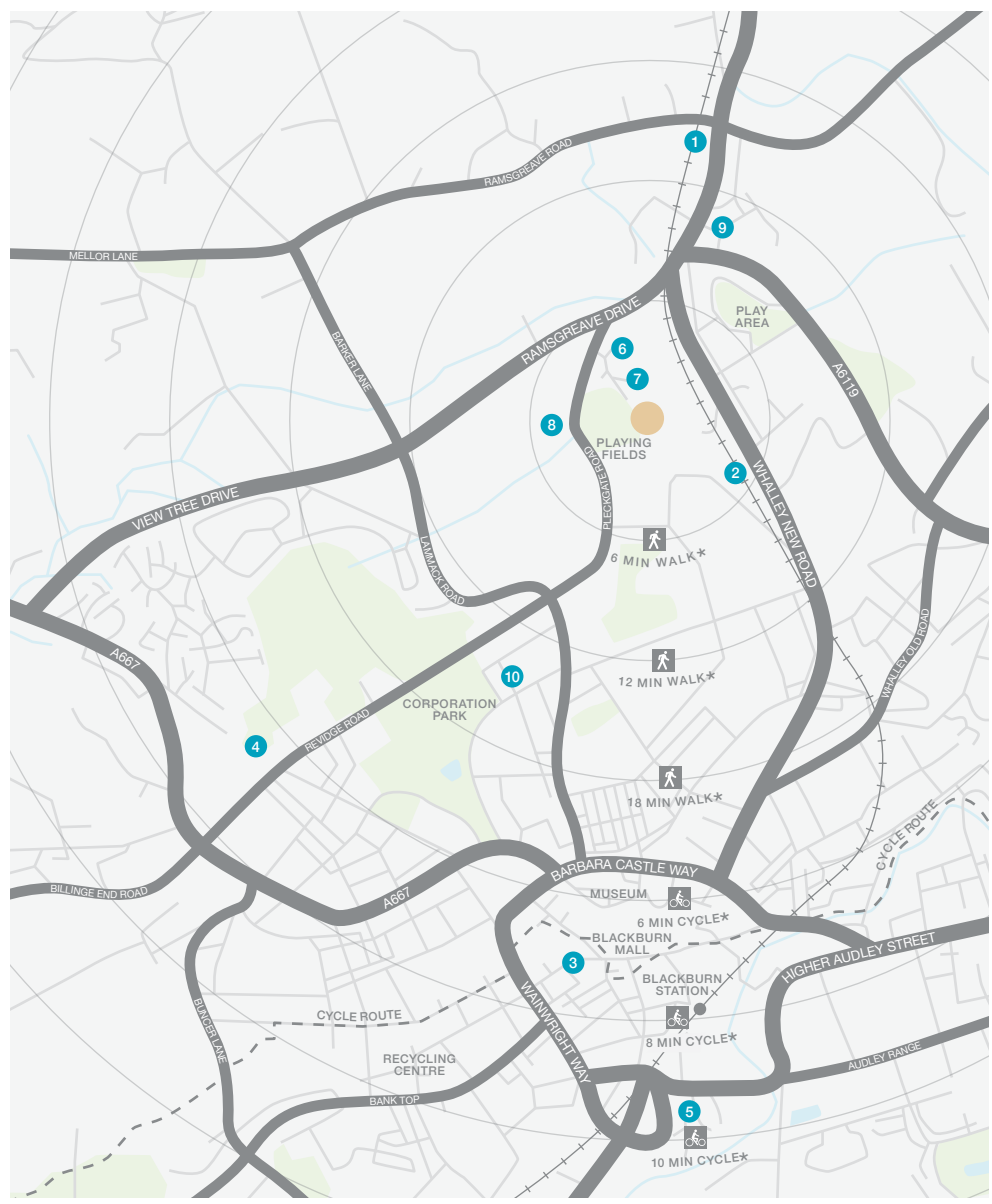 1
RAMSGREAVE ROAD
9
MELLOR LANE
PLAY
AREA
RAMSGREAVE DRIVE
6
BARKER LANE
7
A6119
8
PLAYING
FIELDS
2
VIEW TREE DRIVE
PLECKGATE ROAD
WHALLEY NEW ROAD
6 MIN WALK*
LAMMACK ROAD
A667
WHALLEY OLD ROAD
10
12 MIN WALK*
CORPORATION
PARK
REVIDGE ROAD
4
18 MIN WALK*
CYCLE ROUTE
BARBARA CASTLE WAY
BILLINGE END ROAD
A667
MUSEUM
6 MIN CYCLE*
BLACKBURN
MALL
3
HIGHER AUDLEY STREET
BLACKBURN
STATION
CYCLE ROUTE
WAINWRIGHT WAY
BUNCER LANE
8 MIN CYCLE*
RECYCLING
CENTRE
AUDLEY RANGE
BANK TOP
5
10 MIN CYCLE*